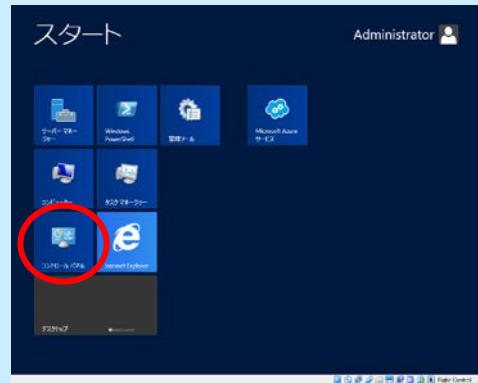 スタート
Administrator
サーバー マネージャー
Windows PowerShell
管理ツール
Microsoft Azure サービス
コンピューター
タスク マネージャー
コントロール パネル
Internet Explorer
デスクトップ
Right Control